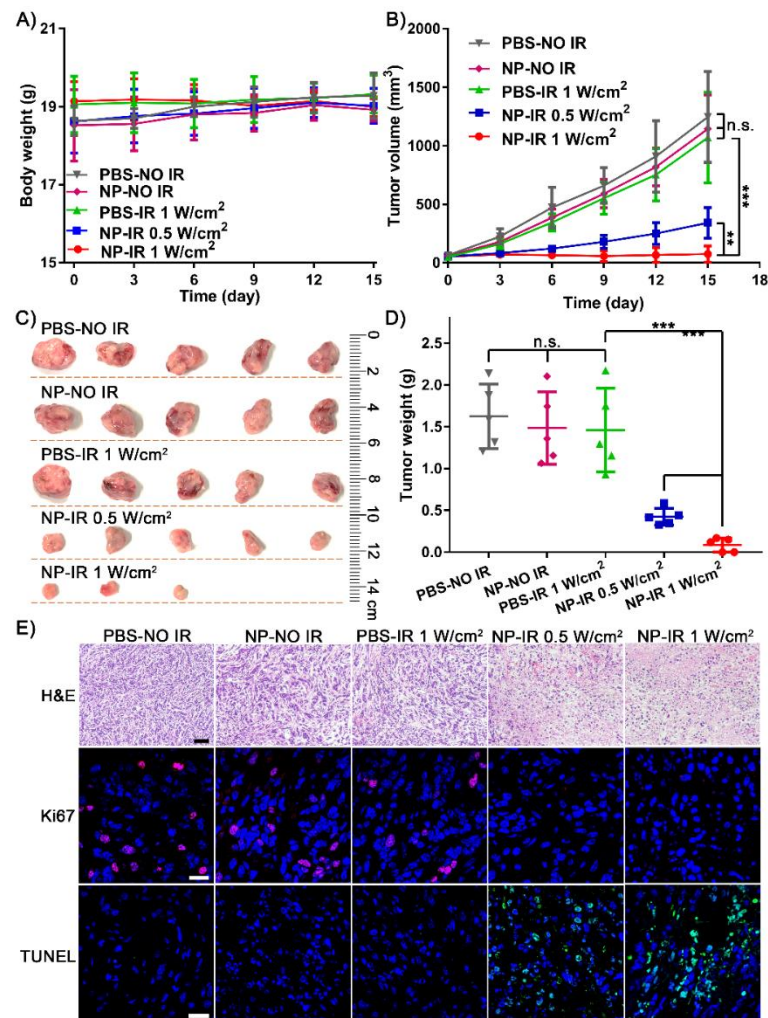 A)
Body weight (g)
21
19
17
15
PBS-NO IR
NP-NO IR
PBS-IR 1 W/cm²
NP-IR 0.5 W/cm²
NP-IR 1 W/cm²
0 3 6 9 12 15
Time (day)
B)
Tumor volume (mm³)
2000
1500
1000
500
0
PBS-NO IR
NP-NO IR
PBS-IR 1 W/cm²
NP-IR 0.5 W/cm²
NP-IR 1 W/cm²
n.s.
***
**
0 3 6 9 12 15 18
Time (day)
C)
PBS-NO IR
NP-NO IR
PBS-IR 1 W/cm²
NP-IR 0.5 W/cm²
NP-IR 1 W/cm²
0
2
4
6
8
10
12
14 cm
D)
Tumor weight (g)
2.5
2.0
1.5
1.0
0.5
0.0
n.s.
***
***
PBS-NO IR
NP-NO IR
PBS-IR 1 W/cm²
NP-IR 0.5 W/cm²
NP-IR 1 W/cm²
E)
PBS-NO IR NP-NO IR PBS-IR 1 W/cm² NP-IR 0.5 W/cm² NP-IR 1 W/cm²
H&E
Ki67
TUNEL